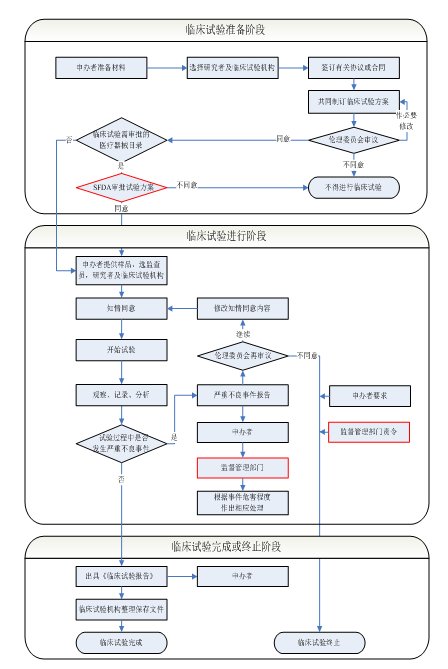 临床试验准备阶段
申办者准备材料
选择研究者及临床试验机构
签订有关协议或合同
共同制订临床试验方案
作必要
修改
临床试验需审批的
医疗器械目录
否
同意
伦理委员会审议
是
不同意
SFDA审批试验方案
不同意
不得进行临床试验
同意
临床试验进行阶段
申办者提供样品、选监查
员，研究者及临床试验机构
知情同意
修改知情同意内容
继续
开始试验
伦理委员会再审议
不同意
观察、记录、分析
严重不良事件报告
申办者要求
试验过程中是否
发生严重不良事件
是
申办者
监督管理部门责令
监督管理部门
否
根据事件危害程度
作出相应处理
临床试验完成或终止阶段
出具《临床试验报告》
申办者
临床试验机构整理保存文件
临床试验完成
临床试验终止